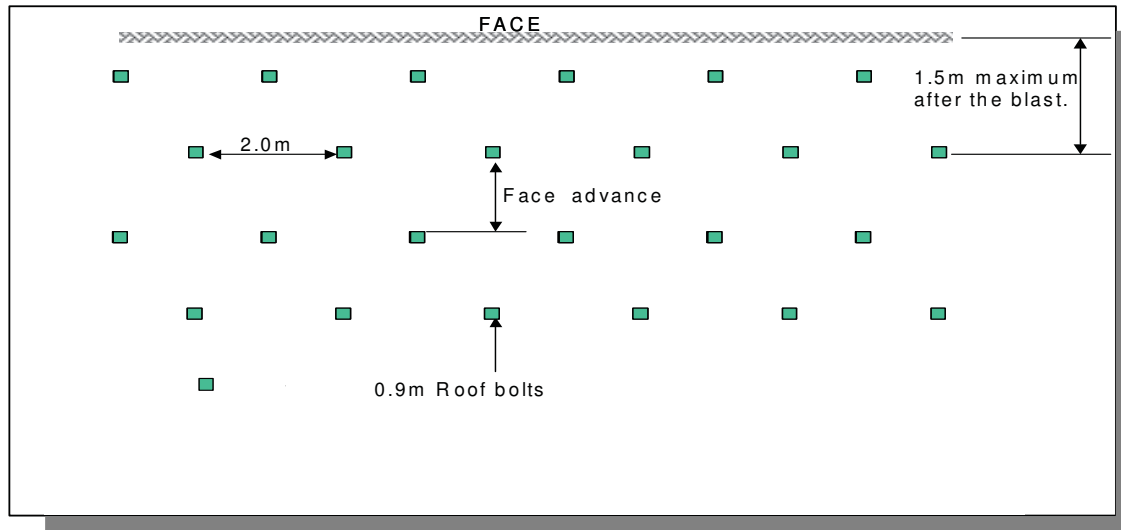 FACE
1.5m maximum
after the blast.
2.0m
Face advance
0.9m Roof bolts